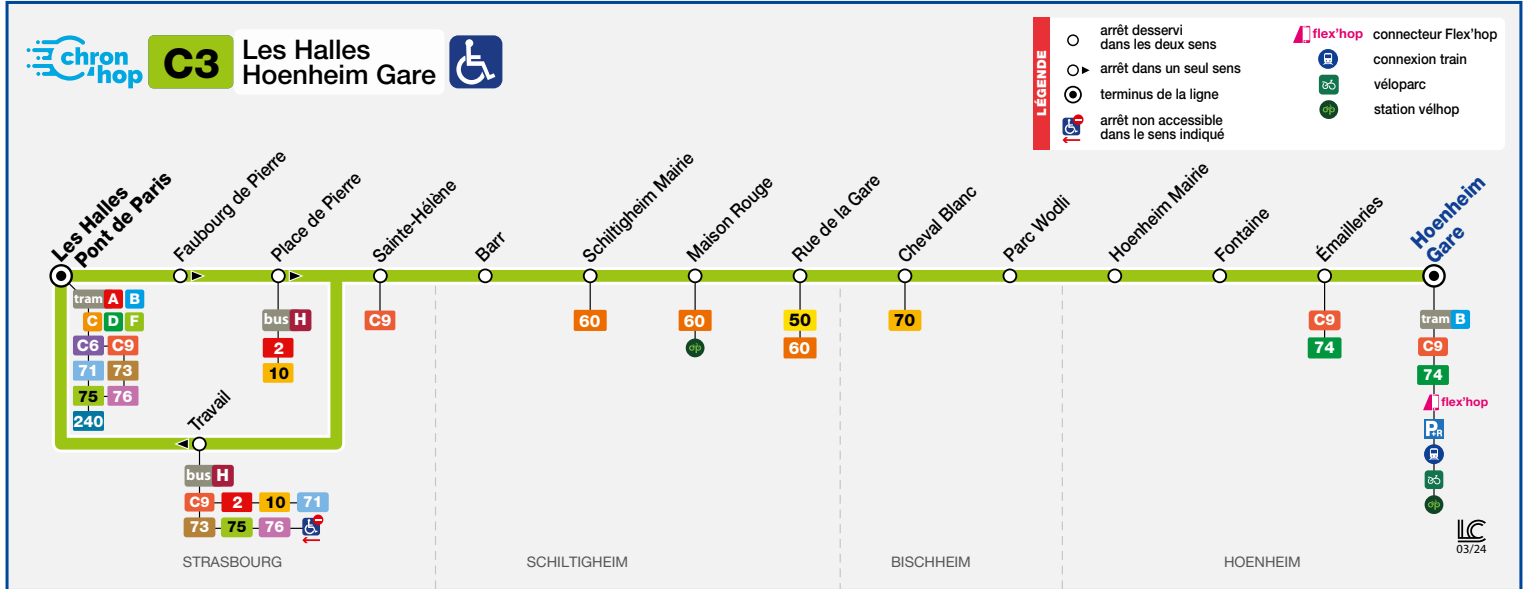 chron
hop
C3
Les Halles
Hoenheim Gare
LÉGENDE
arrêt desservi
dans les deux sens
arrêt dans un seul sens
terminus de la ligne
arrêt non accessible
dans le sens indiqué
flex'hop connecteur Flex'hop
connexion train
véloparc
station vélhop
Les Halles
Pont de Paris
Faubourg de Pierre
Place de Pierre
Sainte-Hélène
Barr
Schiltigheim Mairie
Maison Rouge
Rue de la Gare
Cheval Blanc
Parc Wodli
Hoenheim Mairie
Fontaine
Émailleries
Hoenheim
Gare
tram A B
C D F
C6 C9
71 73
75 76
240
bus H
2
10
C9
60
60
50
60
70
C9
74
tram B
C9
74
flex'hop
P+R
Travail
bus H
C9 2 10 71
73 75 76
STRASBOURG
SCHILTIGHEIM
BISCHHEIM
HOENHEIM
LC
03/24